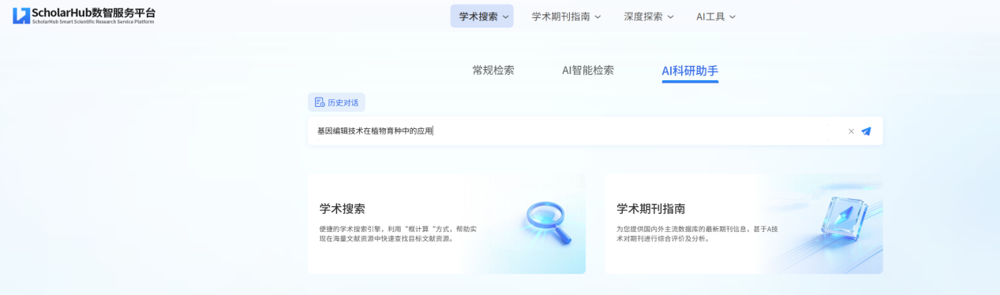 ScholarHub数智服务平台
ScholarHub Smart Scientific Research Service Platform
学术搜索 学术期刊指南 深度探索 AI工具
常规检索 AI智能检索 AI科研助手
历史对话
基因编辑技术在植物育种中的应用
学术搜索
便捷的学术搜索引擎，利用“框计算“方式，帮助实
现在海量文献资源中快速查找目标文献资源。
学术期刊指南
为您提供国内外主流数据库的最新期刊信息，甚于A技
术对期刊进行综合评价及分析。